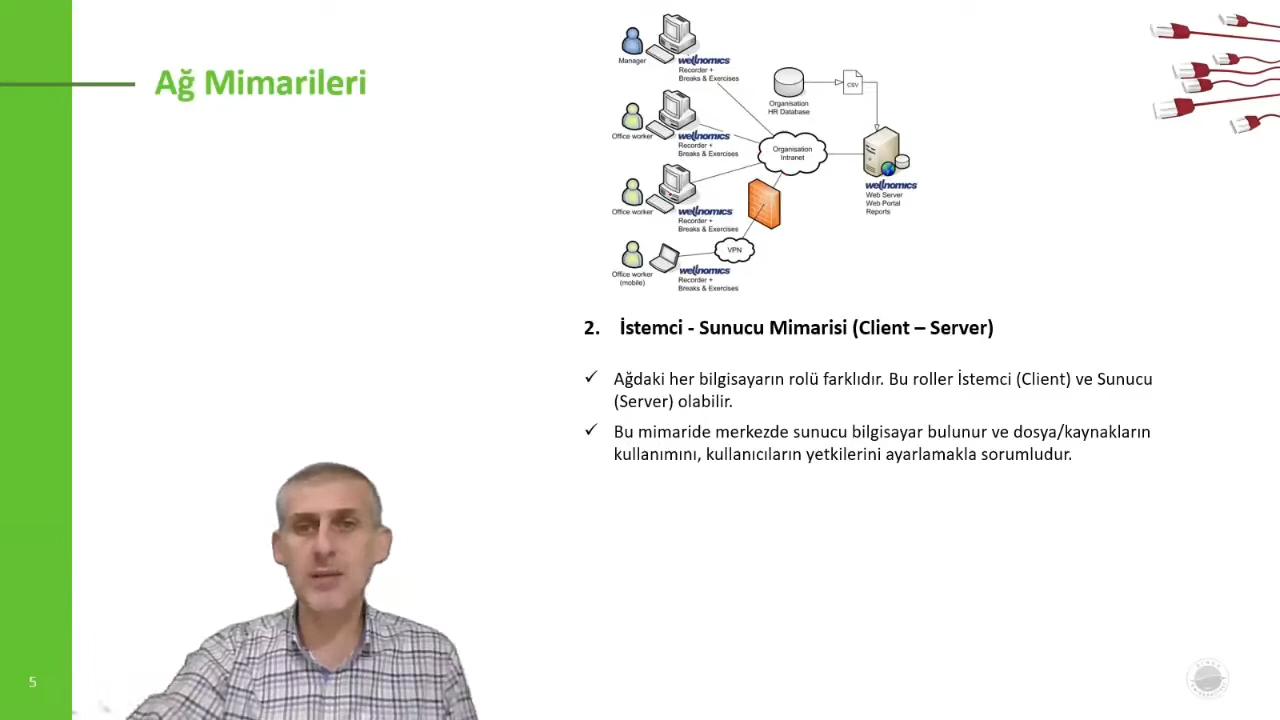 Ağ Mimarileri
Manager
wellnomics
Recorder +
Breaks & Exercises
Organisation
HR Database
CSV
Office worker
wellnomics
Recorder +
Breaks & Exercises
Organisation
Intranet
wellnomics
Web Server
Web Portal
Reports
Office worker
wellnomics
Recorder +
Breaks & Exercises
VPN
Office worker
(mobile)
wellnomics
Recorder +
Breaks & Exercises
2. İstemci - Sunucu Mimarisi (Client – Server)
✓ Ağdaki her bilgisayarın rolü farklıdır. Bu roller İstemci (Client) ve Sunucu
(Server) olabilir.
✓ Bu mimaride merkezde sunucu bilgisayar bulunur ve dosya/kaynakların
kullanımını, kullanıcıların yetkilerini ayarlamakla sorumludur.
5